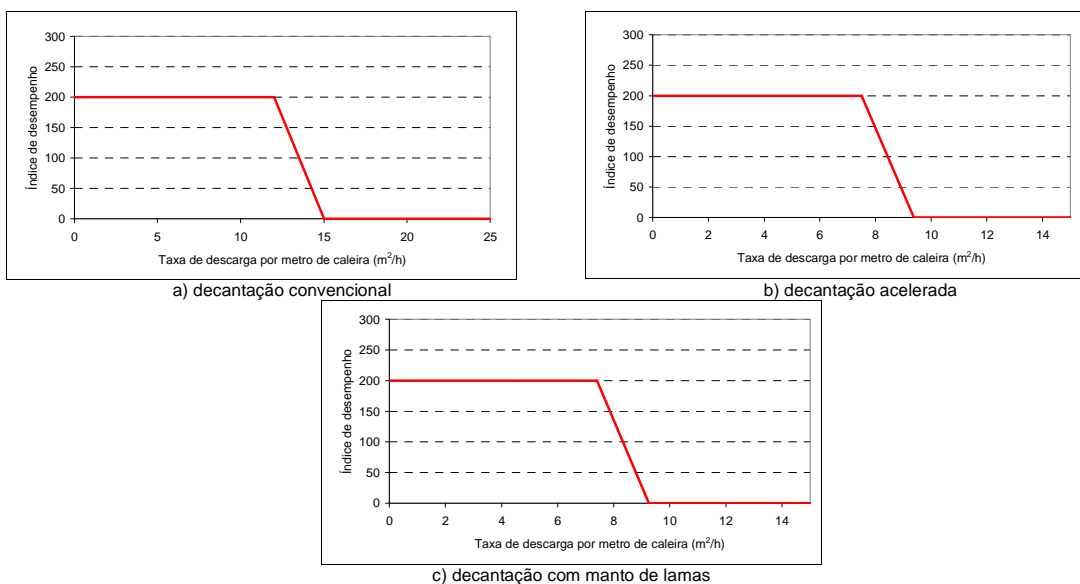 300
250
200
150
100
50
0
Índice de desempenho
0 5 10 15 20 25
Taxa de descarga por metro de caleira (m²/h)
a) decantação convencional
300
250
200
150
100
50
0
Índice de desempenho
0 2 4 6 8 10 12 14
Taxa de descarga por metro de caleira (m²/h)
b) decantação acelerada
300
250
200
150
100
50
0
Índice de desempenho
0 2 4 6 8 10 12 14
Taxa de descarga por metro de caleira (m²/h)
c) decantação com manto de lamas